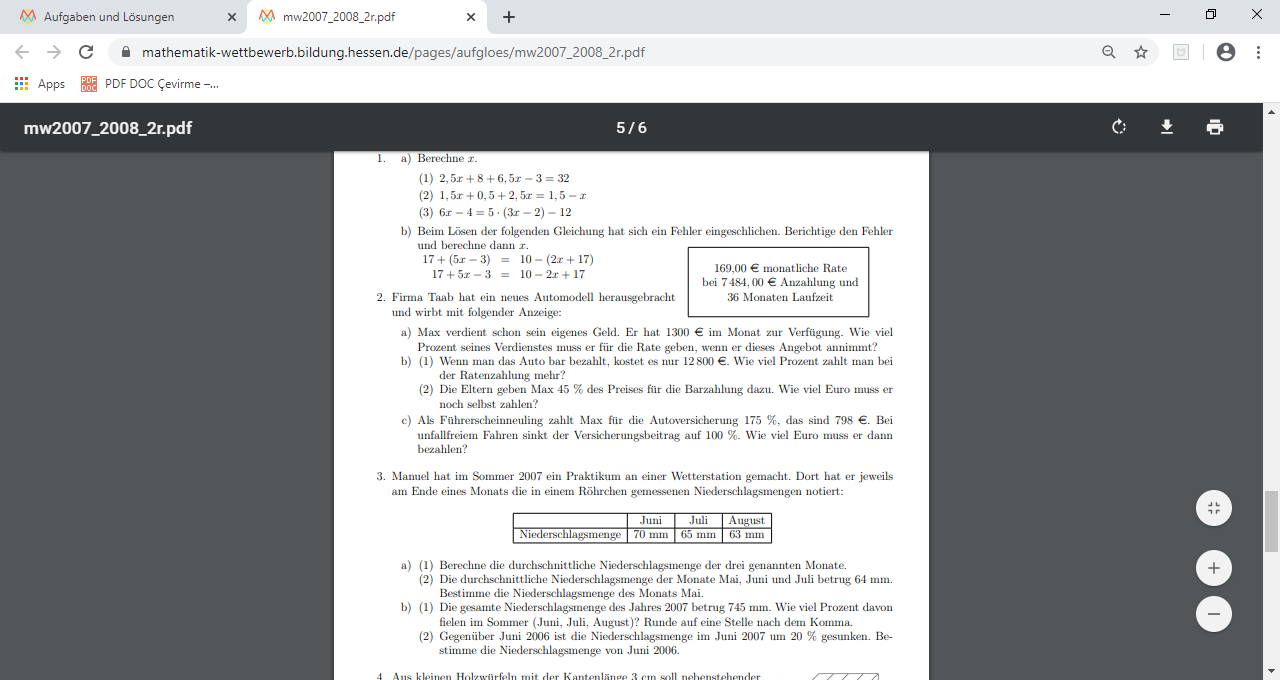 Aufgaben und Lösungen
mw2007_2008_2r.pdf
mathematik-wettbewerb.bildung.hessen.de/pages/aufgloes/mw2007_2008_2r.pdf
Apps
PDF DOC
PDF DOC Çevirme –...
mw2007_2008_2r.pdf
5 / 6
1. a) Berechne x.
(1) 2,5x + 8 + 6,5x − 3 = 32
(2) 1,5x + 0,5 + 2,5x = 1,5 − x
(3) 6x − 4 = 5 · (3x − 2) − 12
b) Beim Lösen der folgenden Gleichung hat sich ein Fehler eingeschlichen. Berichtige den Fehler
und berechne dann x.
17 + (5x − 3) = 10 − (2x + 17)
17 + 5x − 3 = 10 − 2x + 17
169,00 € monatliche Rate
bei 7 484,00 € Anzahlung und
36 Monaten Laufzeit
2. Firma Taab hat ein neues Automodell herausgebracht
und wirbt mit folgender Anzeige:
a) Max verdient schon sein eigenes Geld. Er hat 1300 € im Monat zur Verfügung. Wie viel
Prozent seines Verdienstes muss er für die Rate geben, wenn er dieses Angebot annimmt?
b) (1) Wenn man das Auto bar bezahlt, kostet es nur 12 800 €. Wie viel Prozent zahlt man bei
der Ratenzahlung mehr?
(2) Die Eltern geben Max 45 % des Preises für die Barzahlung dazu. Wie viel Euro muss er
noch selbst zahlen?
c) Als Führerscheinneuling zahlt Max für die Autoversicherung 175 %, das sind 798 €. Bei
unfallfreiem Fahren sinkt der Versicherungsbeitrag auf 100 %. Wie viel Euro muss er dann
bezahlen?
3. Manuel hat im Sommer 2007 ein Praktikum an einer Wetterstation gemacht. Dort hat er jeweils
am Ende eines Monats die in einem Röhrchen gemessenen Niederschlagsmengen notiert:
Juni Juli August
Niederschlagsmenge 70 mm 65 mm 63 mm
a) (1) Berechne die durchschnittliche Niederschlagsmenge der drei genannten Monate.
(2) Die durchschnittliche Niederschlagsmenge der Monate Mai, Juni und Juli betrug 64 mm.
Bestimme die Niederschlagsmenge des Monats Mai.
b) (1) Die gesamte Niederschlagsmenge des Jahres 2007 betrug 745 mm. Wie viel Prozent davon
fielen im Sommer (Juni, Juli, August)? Runde auf eine Stelle nach dem Komma.
(2) Gegenüber Juni 2006 ist die Niederschlagsmenge im Juni 2007 um 20 % gesunken. Be-
stimme die Niederschlagsmenge von Juni 2006.
4. Aus kleinen Holzwürfeln mit der Kantenlänge 3 cm soll nebenstehender